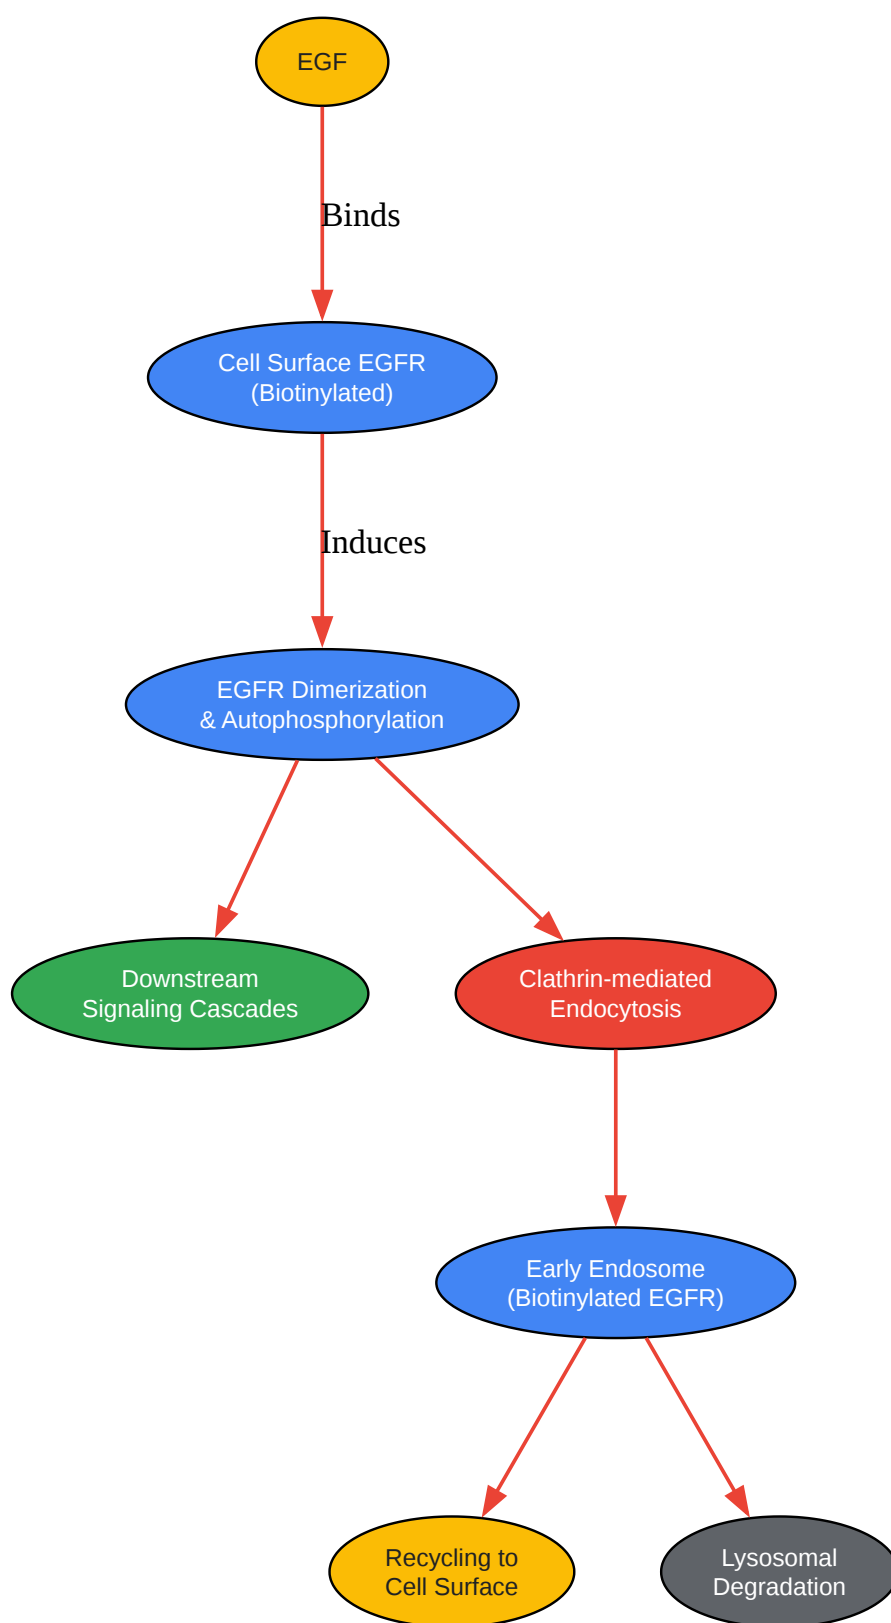 EGF
Binds
Cell Surface EGFR
(Biotinylated)
Induces
EGFR Dimerization
& Autophosphorylation
Downstream
Signaling Cascades
Clathrin-mediated
Endocytosis
Early Endosome
(Biotinylated EGFR)
Recycling to
Cell Surface
Lysosomal
Degradation